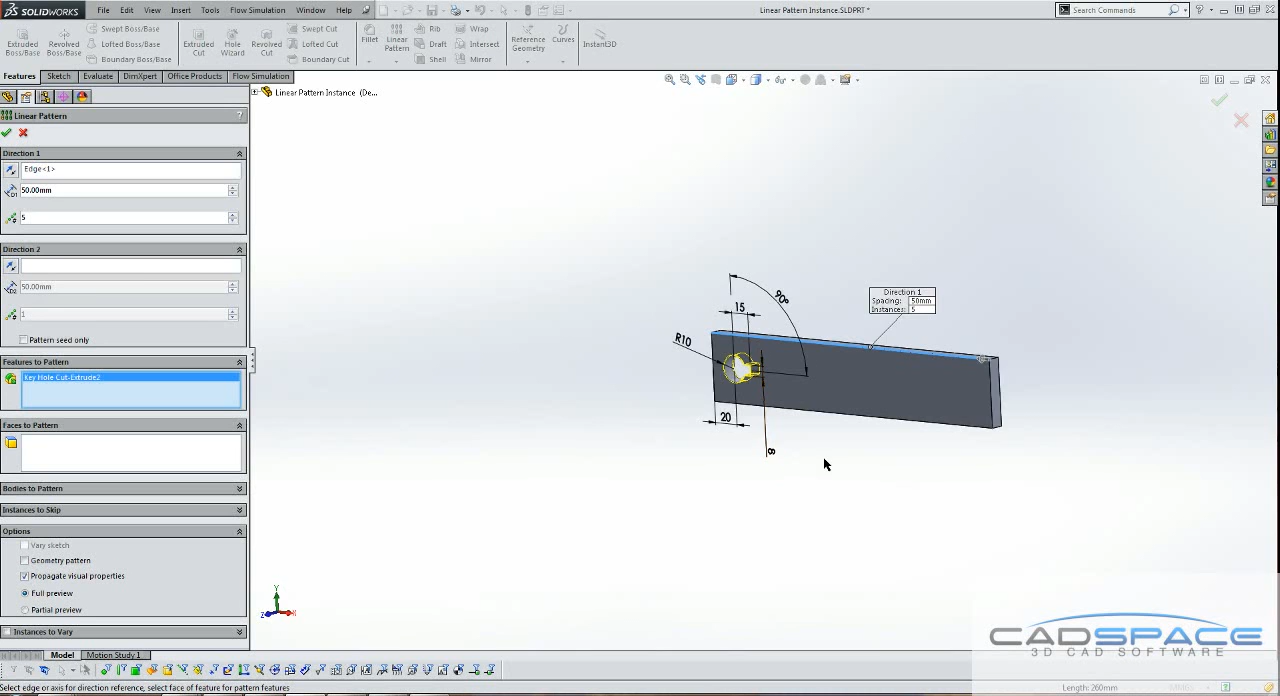 SOLIDWORKS File Edit View Insert Tools Flow Simulation Window Help Linear Pattern Instance.SLDPRT * Search Commands
Extruded Boss/Base Revolved Boss/Base Swept Boss/Base Lofted Boss/Base Boundary Boss/Base Extruded Cut Hole Wizard Revolved Cut Swept Cut Lofted Cut Boundary Cut Fillet Linear Pattern Rib Draft Shell Wrap Intersect Mirror Reference Geometry Curves Instant3D
Features Sketch Evaluate DimXpert Office Products Flow Simulation
Linear Pattern Instance (De...
Linear Pattern ?
Direction 1
Edge<1>
50.00mm
5
Direction 2
50.00mm
1
Pattern seed only
Features to Pattern
Key Hole Cut-Extrude2
Faces to Pattern
Bodies to Pattern
Instances to Skip
Options
Vary sketch
Geometry pattern
Propagate visual properties
Full preview
Partial preview
Instances to Vary
90°
15
R10
20
8
Direction 1
Spacing: 50mm
Instances: 5
Y
Z X
CADSPACE
3D CAD SOFTWARE
Model Motion Study 1
Select edge or axis for direction reference, select face of feature for pattern features Length: 260mm MMGS